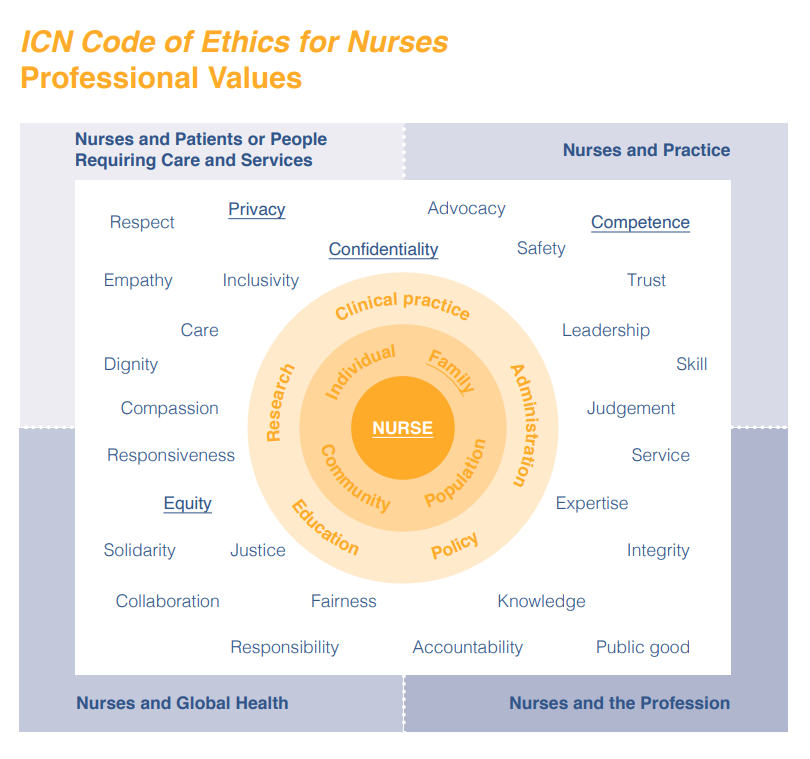 ICN Code of Ethics for Nurses
Professional Values
Nurses and Patients or People
Requiring Care and Services
Nurses and Practice
Respect
Privacy
Advocacy
Competence
Confidentiality
Safety
Empathy
Inclusivity
Trust
Care
Leadership
Dignity
Skill
Compassion
Judgement
Responsiveness
Service
Equity
Expertise
Solidarity
Justice
Integrity
Collaboration
Fairness
Knowledge
Responsibility
Accountability
Public good
Clinical practice
Administration
Policy
Education
Research
Individual
Family
Population
Community
NURSE
Nurses and Global Health
Nurses and the Profession